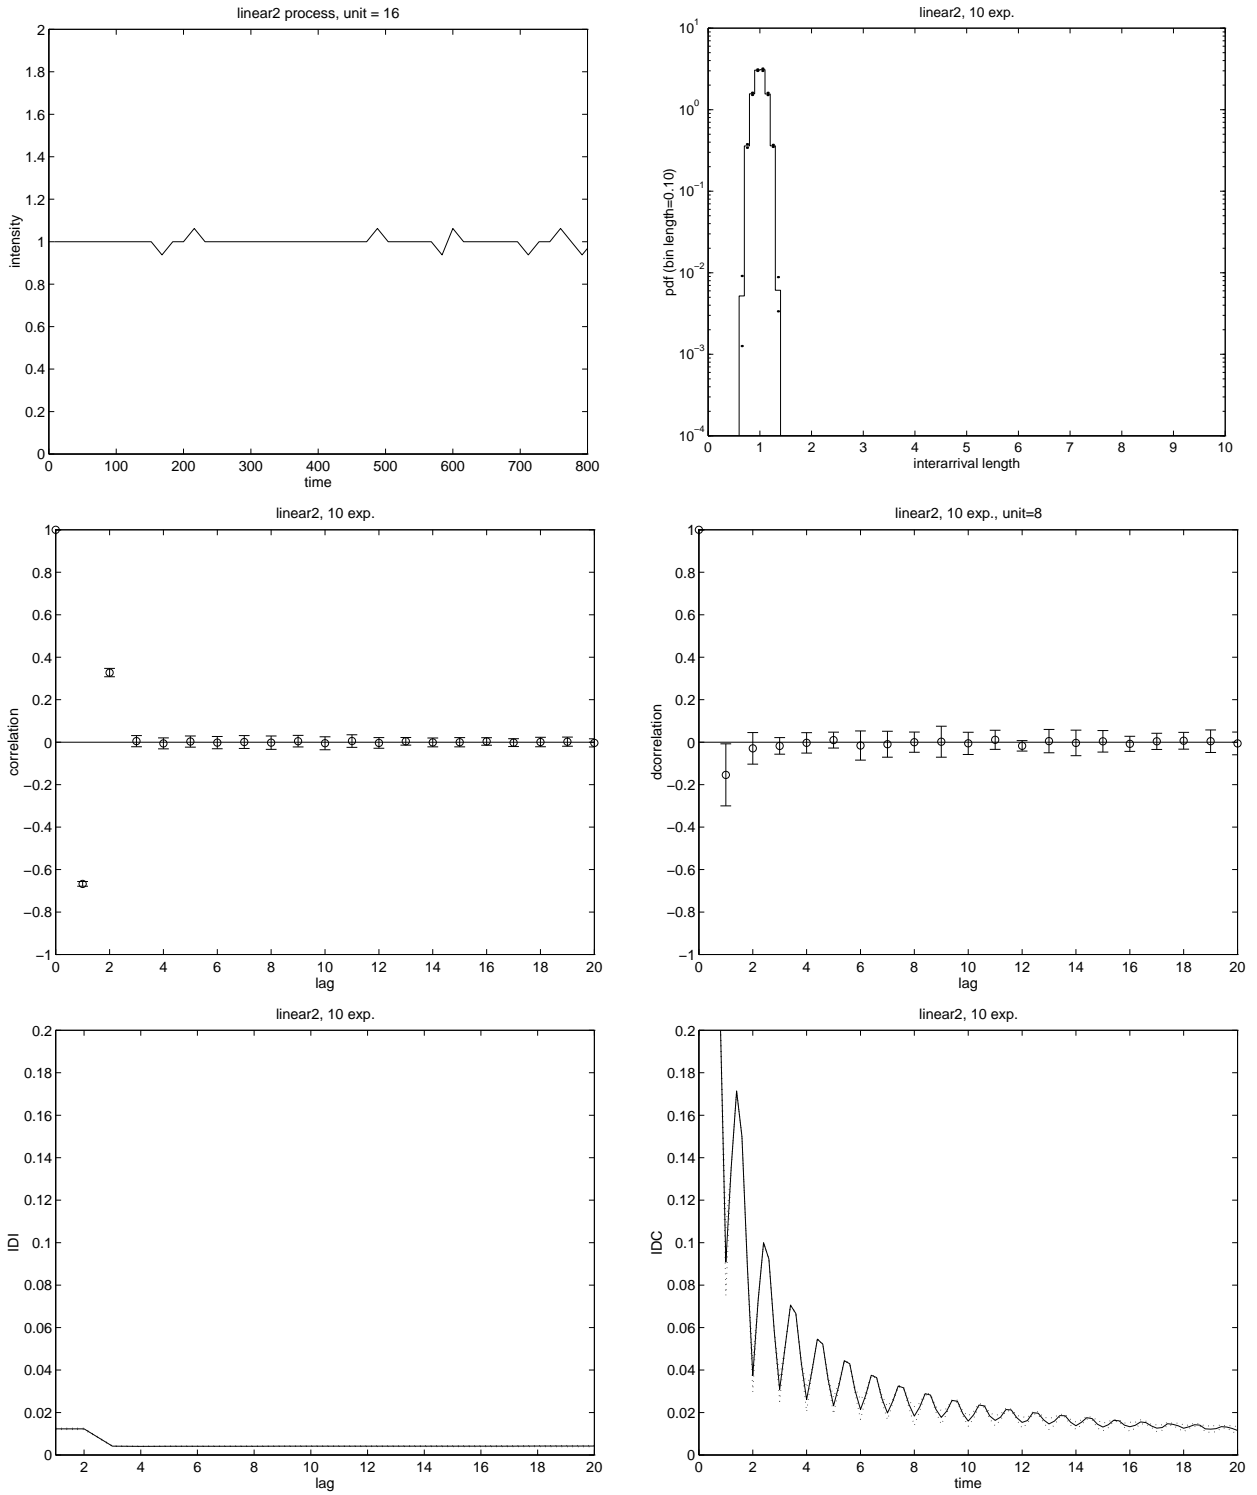 linear2 process, unit = 16
2
1.8
1.6
1.4
1.2
1
0.8
0.6
0.4
0.2
0
intensity
0 100 200 300 400 500 600 700 800
time
linear2, 10 exp.
10^1
10^0
10^−1
10^−2
10^−3
10^−4
pdf (bin length=0.10)
0 1 2 3 4 5 6 7 8 9 10
interarrival length
linear2, 10 exp.
1
0.8
0.6
0.4
0.2
0
−0.2
−0.4
−0.6
−0.8
−1
correlation
0 2 4 6 8 10 12 14 16 18 20
lag
linear2, 10 exp., unit=8
1
0.8
0.6
0.4
0.2
0
−0.2
−0.4
−0.6
−0.8
−1
dcorrelation
0 2 4 6 8 10 12 14 16 18 20
lag
linear2, 10 exp.
0.2
0.18
0.16
0.14
0.12
0.1
0.08
0.06
0.04
0.02
0
IDI
2 4 6 8 10 12 14 16 18 20
lag
linear2, 10 exp.
0.2
0.18
0.16
0.14
0.12
0.1
0.08
0.06
0.04
0.02
0
IDC
0 2 4 6 8 10 12 14 16 18 20
time